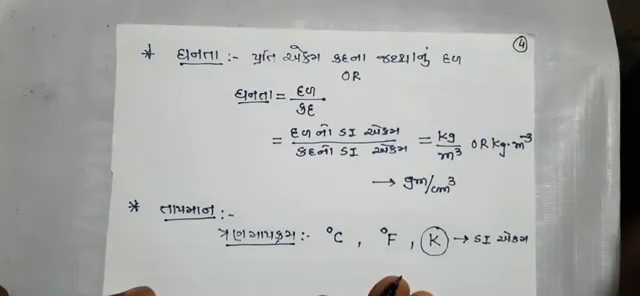 ④
* ઘનતા :- પ્રતિ એકમ કદના જથ્થાનું દળ
OR
ઘનતા = દળ / કદ
= દળનો SI એકમ / કદનો SI એકમ = kg / m³ OR kg·m⁻³
→ gm/cm³
* તાપમાન :-
ત્રણ માપક્રમ :- °C , °F , K → SI એકમ